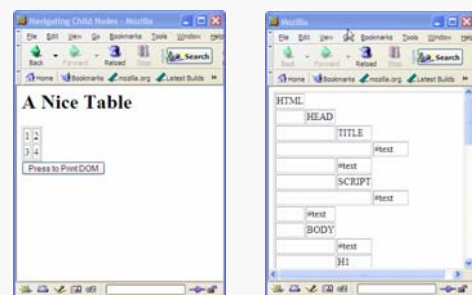 Navigating Child Nodes - Mozilla
File Edit View Go Bookmarks Tools Window Help
Back Forward Reload Stop Search
Home Bookmarks mozilla.org Latest Builds
A Nice Table
1 2
3 4
Press to Print DOM
Mozilla
File Edit View Go Bookmarks Tools Window Help
Back Forward Reload Stop Search
Home Bookmarks mozilla.org Latest Builds
HTML
HEAD
TITLE
#text
#text
SCRIPT
#text
#text
BODY
#text
H1